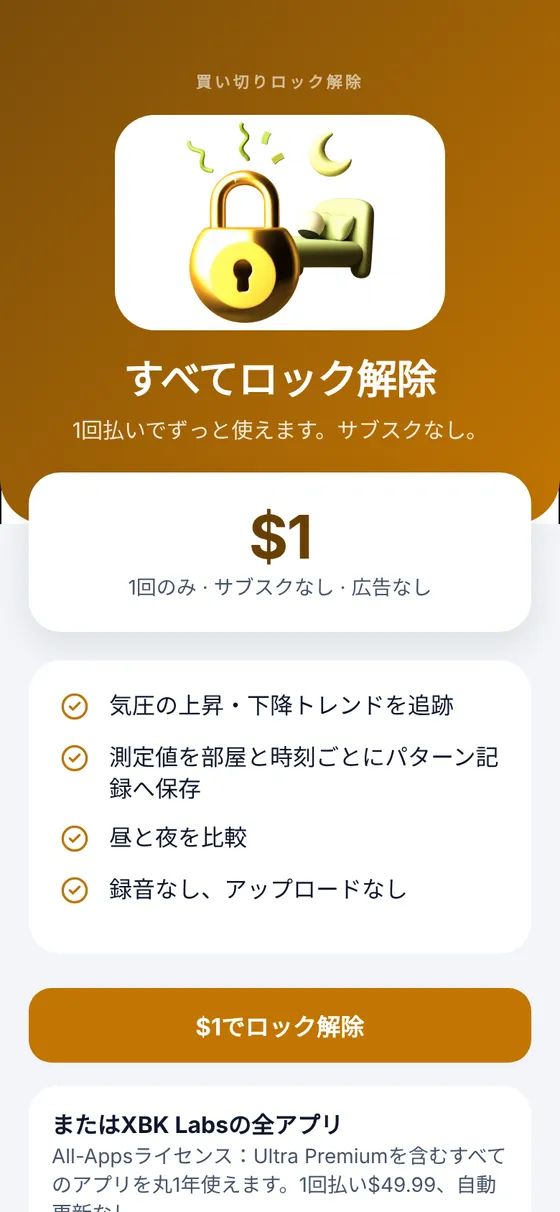 買い切りロック解除
すべてロック解除
1回払いでずっと使えます。サブスクなし。
$1
1回のみ · サブスクなし · 広告なし
気圧の上昇・下降トレンドを追跡
測定値を部屋と時刻ごとにパターン記
録へ保存
昼と夜を比較
録音なし、アップロードなし
$1でロック解除
またはXBK Labsの全アプリ
All-Appsライセンス：Ultra Premiumを含むすべて
のアプリを丸1年使えます。1回払い$49.99、自動
更新なし